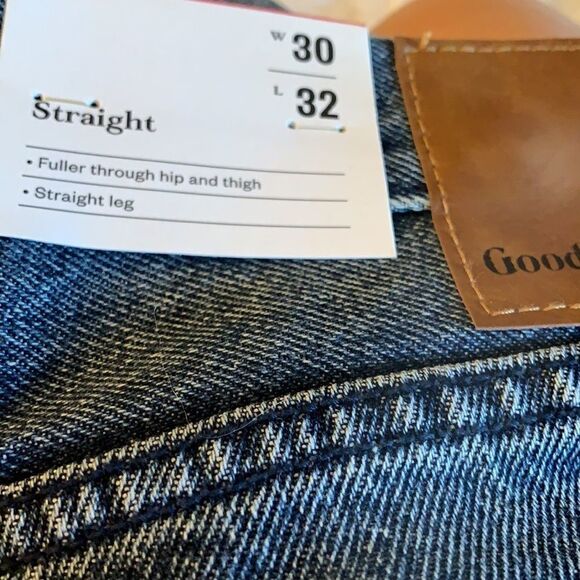 W 30
L 32
Straight
• Fuller through hip and thigh
• Straight leg
Good